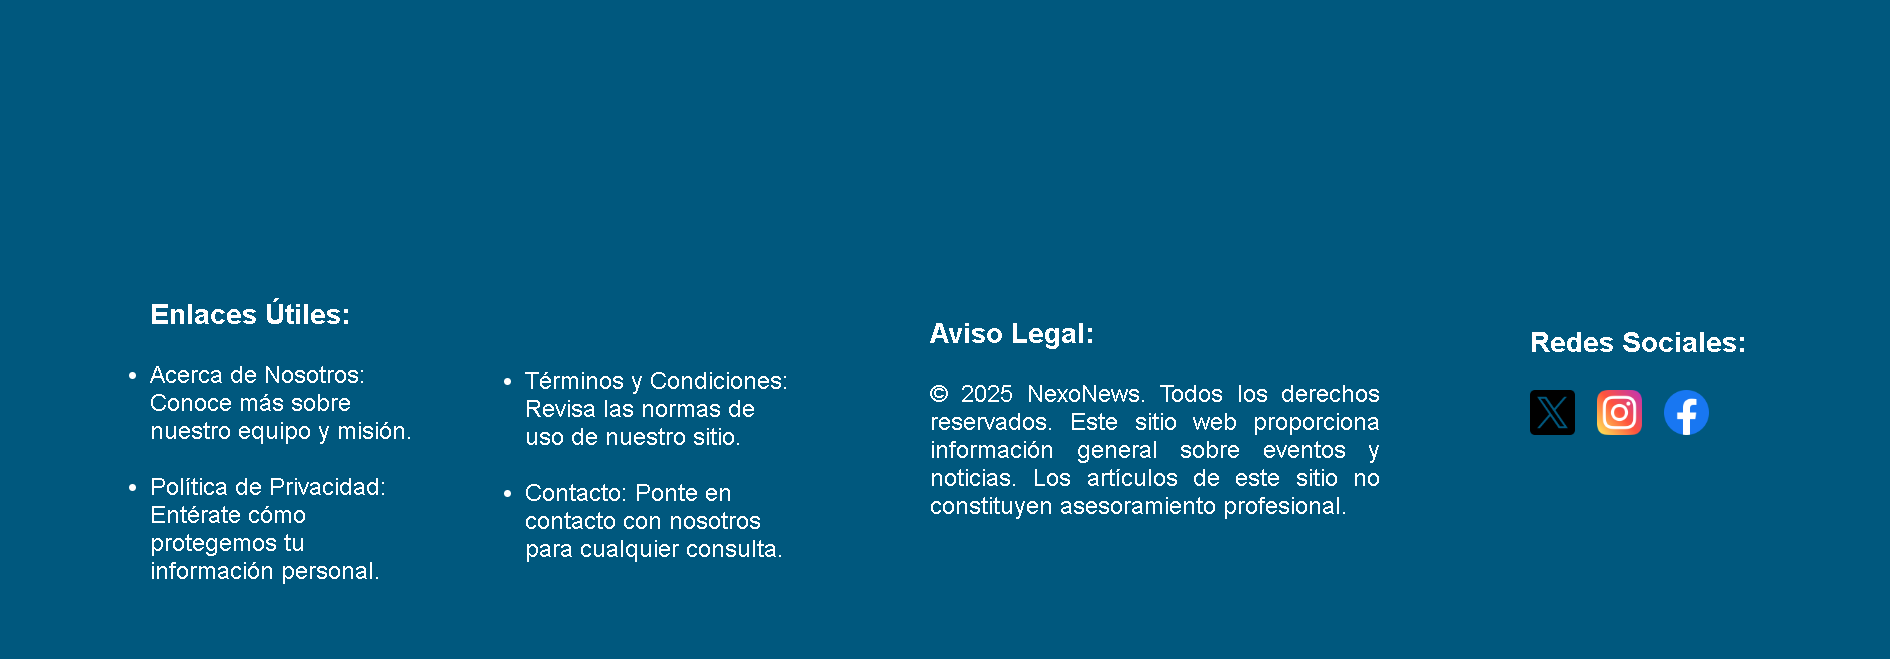 Enlaces Útiles:
Acerca de Nosotros:
Conoce más sobre
nuestro equipo y misión.
Política de Privacidad:
Entérate cómo
protegemos tu
información personal.
Términos y Condiciones:
Revisa las normas de
uso de nuestro sitio.
Contacto: Ponte en
contacto con nosotros
para cualquier consulta.
Aviso Legal:
© 2025 NexoNews. Todos los derechos
reservados. Este sitio web proporciona
información general sobre eventos y
noticias. Los artículos de este sitio no
constituyen asesoramiento profesional.
Redes Sociales: